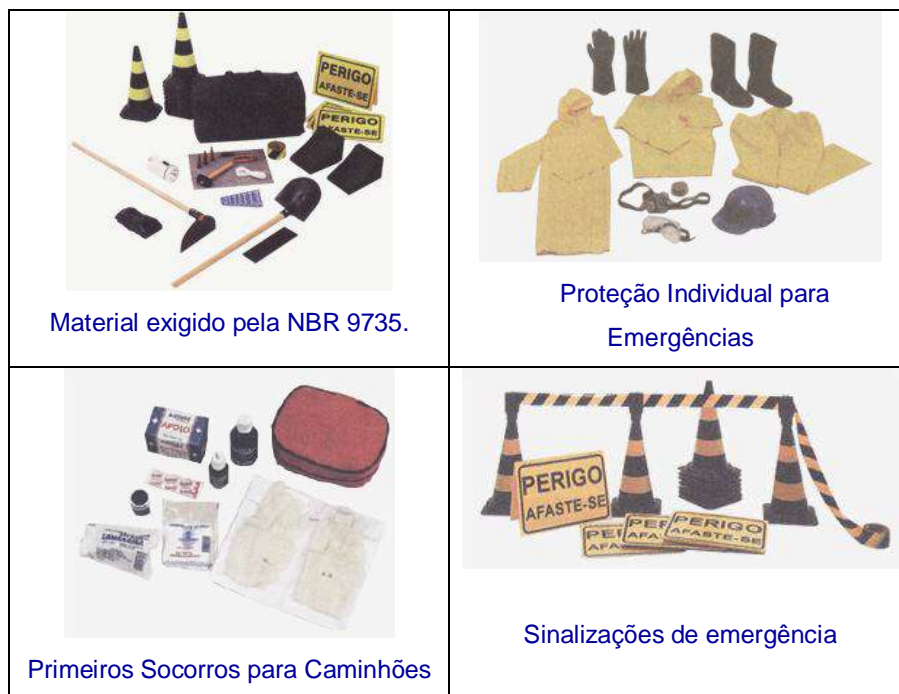 PERIGO
AFASTE-SE
PERIGO
AFASTE-SE
Material exigido pela NBR 9735.
Proteção Individual para
Emergências
Primeiros Socorros para Caminhões
PERIGO
AFASTE-SE
PERIGO
AFASTE-SE
Sinalizações de emergência